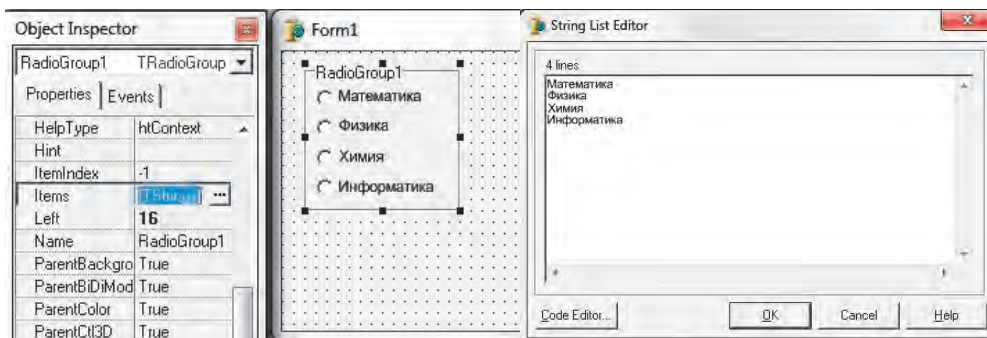 Object Inspector
RadioGroup1 TRadioGroup
Properties Events
HelpType htContext
Hint
ItemIndex -1
Items (TStrings) ...
Left 16
Name RadioGroup1
ParentBackgro True
ParentBiDiMod True
ParentColor True
ParentCtl3D True
Form1
RadioGroup1
Математика
Физика
Химия
Информатика
String List Editor
4 lines
Математика
Физика
Химия
Информатика
Code Editor...
OK
Cancel
Help